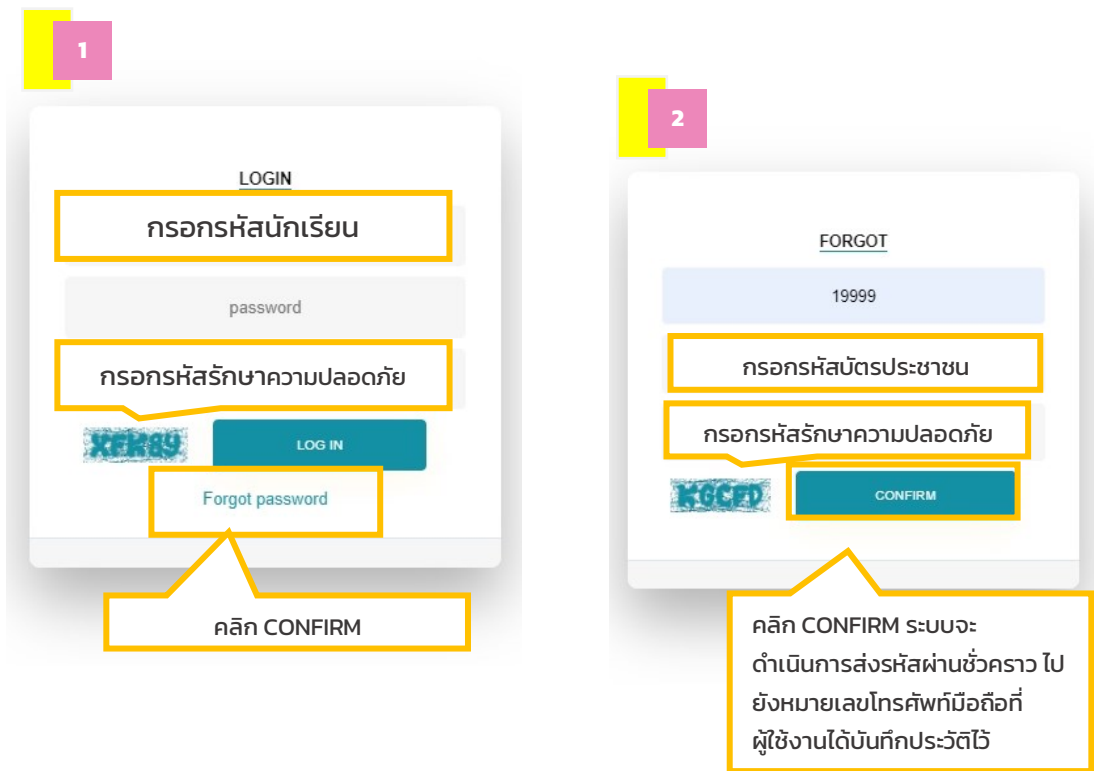 1
LOGIN
กรอกรหัสนักเรียน
password
กรอกรหัสรักษาความปลอดภัย
XFK8Y
LOG IN
Forgot password
คลิก CONFIRM
2
FORGOT
19999
กรอกรหัสบัตรประชาชน
กรอกรหัสรักษาความปลอดภัย
KGCFD
CONFIRM
คลิก CONFIRM ระบบจะ
ดำเนินการส่งรหัสผ่านชั่วคราว ไป
ยังหมายเลขโทรศัพท์มือถือที่
ผู้ใช้งานได้บันทึกประวัติไว้